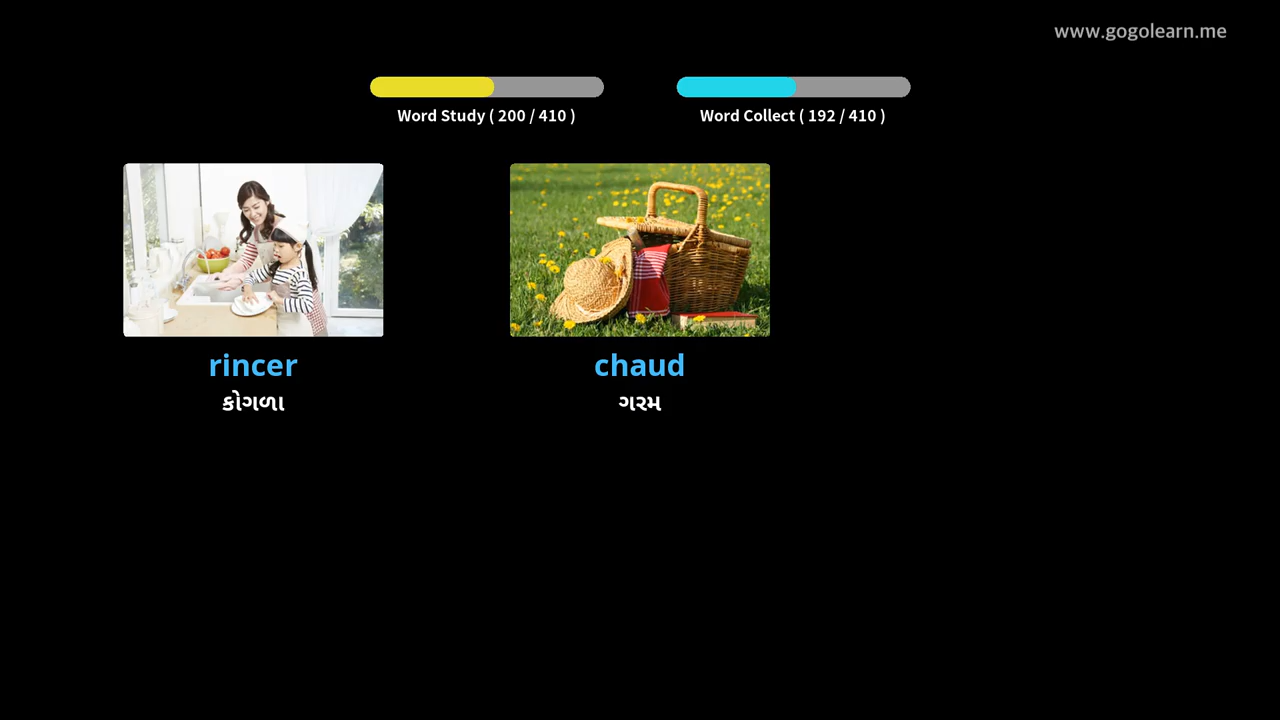 www.gogolearn.me
Word Study ( 200 / 410 )
Word Collect ( 192 / 410 )
rincer
કોગળા
chaud
ગરમ